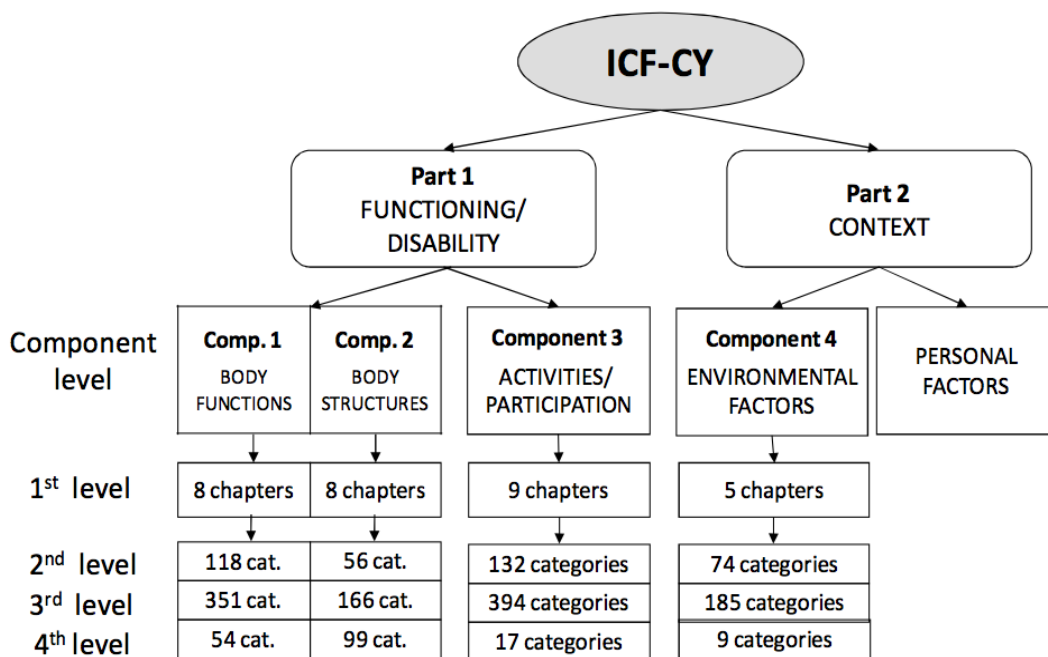 ICF-CY
Part 1
FUNCTIONING/
DISABILITY
Part 2
CONTEXT
Component
level
Comp. 1
BODY
FUNCTIONS
Comp. 2
BODY
STRUCTURES
Component 3
ACTIVITIES/
PARTICIPATION
Component 4
ENVIRONMENTAL
FACTORS
PERSONAL
FACTORS
1st level
8 chapters
8 chapters
9 chapters
5 chapters
2nd level
118 cat.
56 cat.
132 categories
74 categories
3rd level
351 cat.
166 cat.
394 categories
185 categories
4th level
54 cat.
99 cat.
17 categories
9 categories